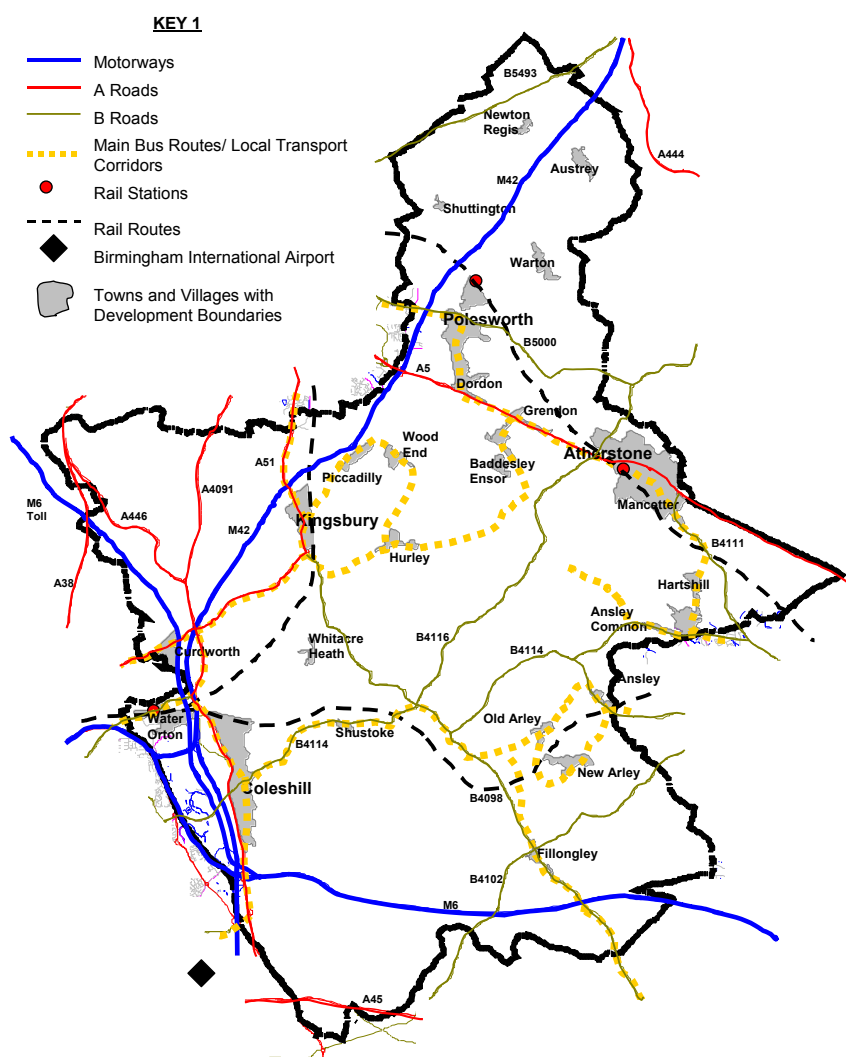 KEY 1
Motorways
A Roads
B Roads
Main Bus Routes/ Local Transport
Corridors
Rail Stations
Rail Routes
Birmingham International Airport
Towns and Villages with
Development Boundaries
B5493
Newton
Regis
A444
Austrey
M42
Shuttington
Warton
Polesworth
B5000
A5
Dordon
Grendon
Wood
End
Atherstone
A51
Piccadilly
Baddesley
Ensor
A4091
M6
Toll
A446
M42
Kingsbury
Mancetter
B4111
Hurley
A38
Hartshill
Ansley
Common
B4116
Whitacre
Heath
Curdworth
B4114
Ansley
Water
Orton
Old Arley
Shustoke
B4114
New Arley
Coleshill
B4098
Fillongley
B4102
M6
A45